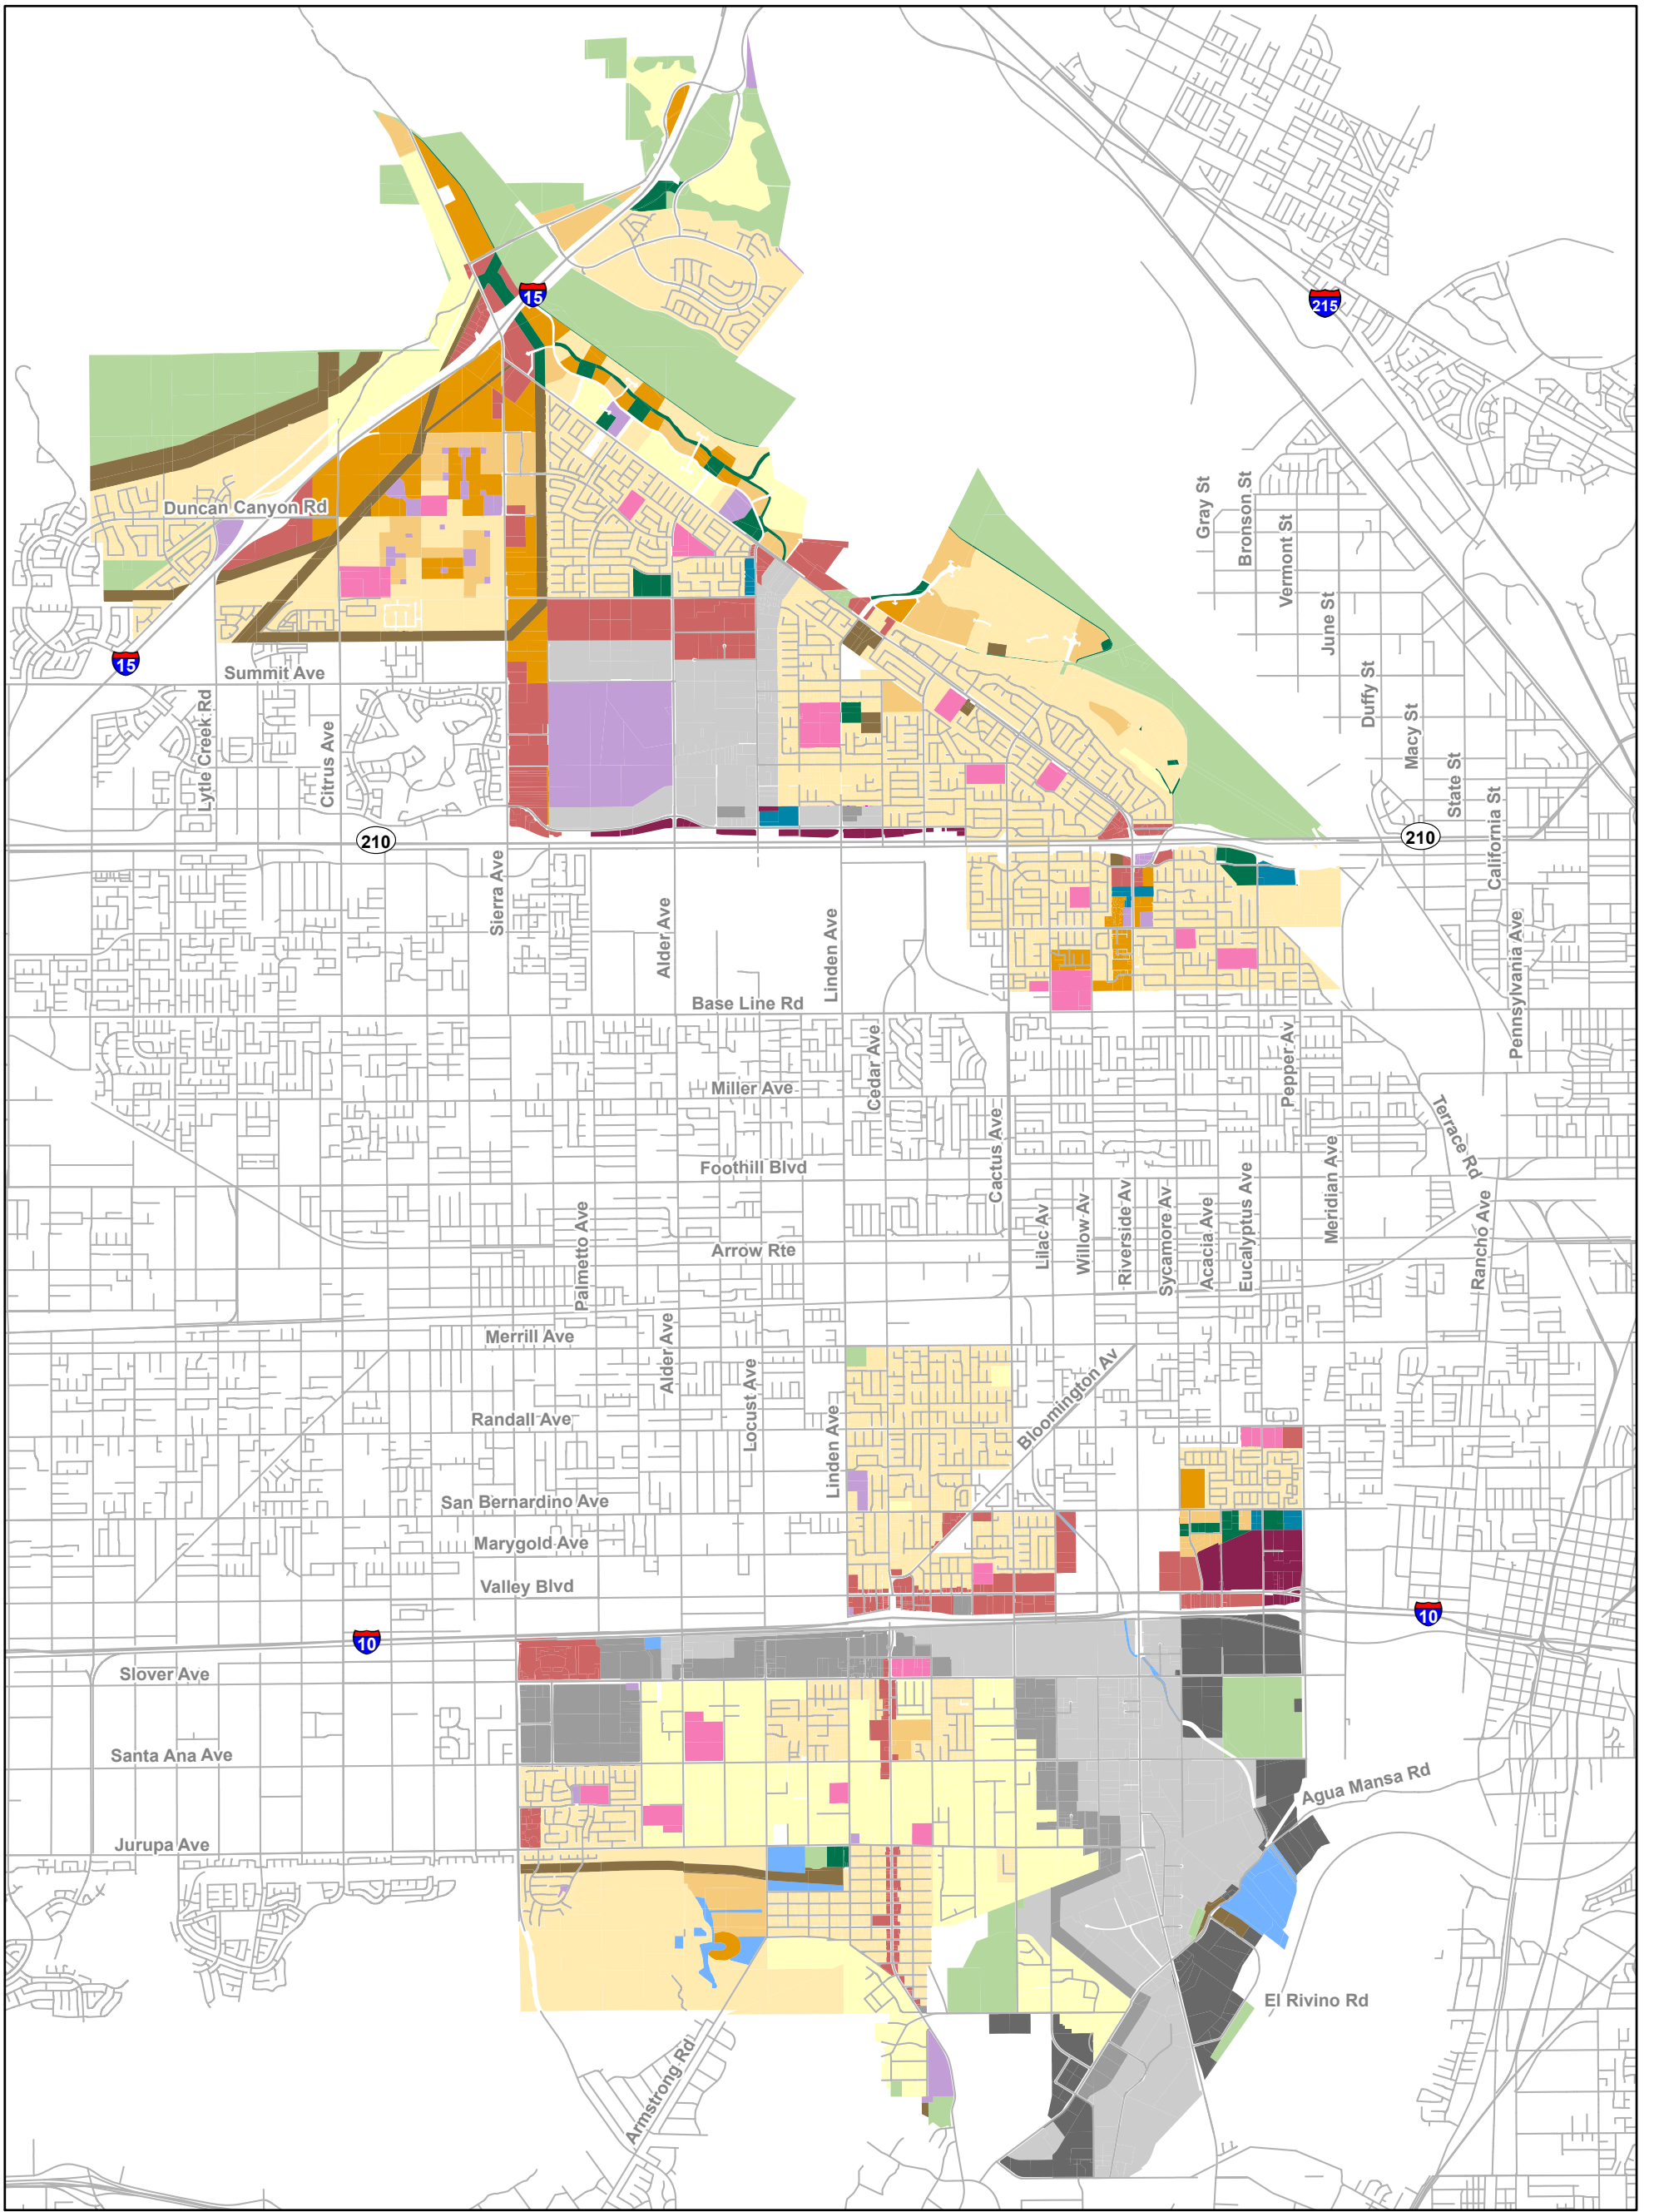 15
215
Gray St
Bronson St
Duncan Canyon Rd
Vermont St
June St
15
Summit Ave
Duffy St
Lytle Creek Rd
Citrus Ave
Macy St
State St
California St
210
210
Sierra Ave
Alder Ave
Linden Ave
Pennsylvania Ave
Base Line Rd
Cedar Ave
Pepper Av
Miller Ave
Terrace Rd
Cactus Ave
Foothill Blvd
Meridian Ave
Eucalyptus Ave
Palmetto Ave
Lilac Av
Willow Av
Riverside Av
Sycamore Av
Acacia Ave
Rancho Ave
Arrow Rte
Merrill Ave
Alder Ave
Locust Ave
Bloomington Av
Randall Ave
Linden Ave
San Bernardino Ave
Marygold Ave
Valley Blvd
10
10
Slover Ave
Santa Ana Ave
Agua Mansa Rd
Jurupa Ave
El Rivino Rd
Armstrong Rd